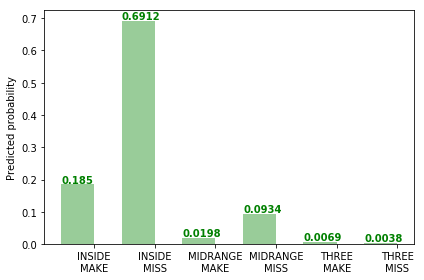 Predicted probability
0.7
0.6
0.5
0.4
0.3
0.2
0.1
0.0
0.185
0.6912
0.0198
0.0934
0.0069
0.0038
INSIDE
MAKE
INSIDE
MISS
MIDRANGE
MAKE
MIDRANGE
MISS
THREE
MAKE
THREE
MISS